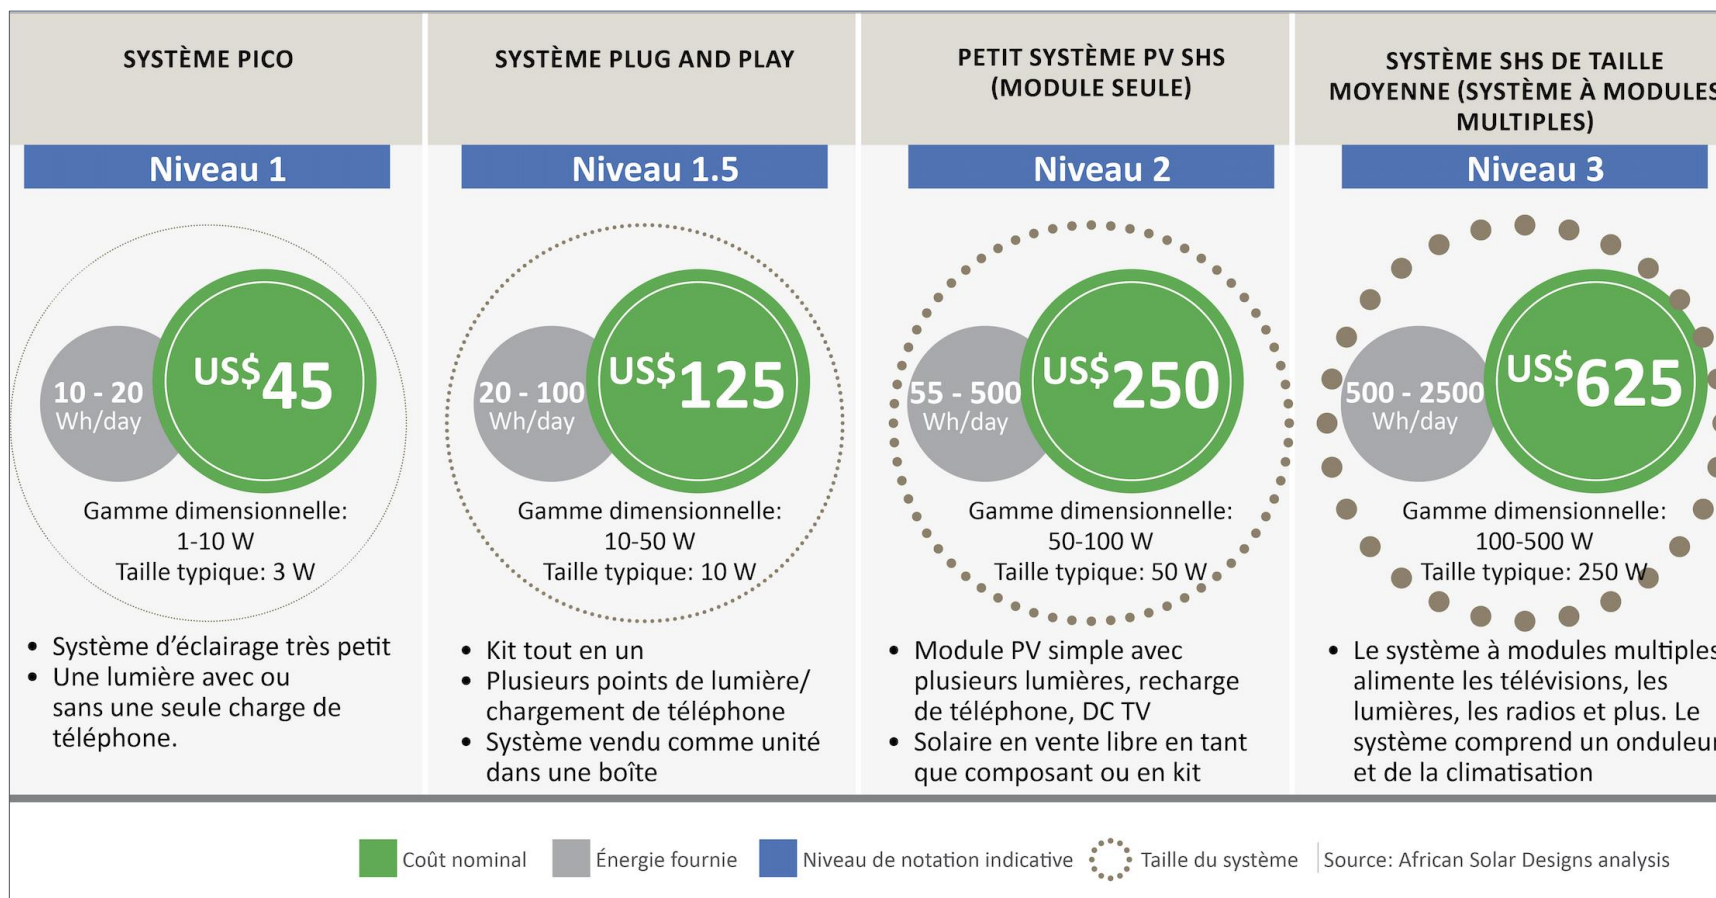 SYSTÈME PICO
Niveau 1
10 - 20
Wh/day
US$45
Gamme dimensionnelle:
1-10 W
Taille typique: 3 W
• Système d’éclairage très petit
• Une lumière avec ou
sans une seule charge de
téléphone.
SYSTÈME PLUG AND PLAY
Niveau 1.5
20 - 100
Wh/day
US$125
Gamme dimensionnelle:
10-50 W
Taille typique: 10 W
• Kit tout en un
• Plusieurs points de lumière/
chargement de téléphone
• Système vendu comme unité
dans une boîte
PETIT SYSTÈME PV SHS
(MODULE SEULE)
Niveau 2
55 - 500
Wh/day
US$250
Gamme dimensionnelle:
50-100 W
Taille typique: 50 W
• Module PV simple avec
plusieurs lumières, recharge
de téléphone, DC TV
• Solaire en vente libre en tant
que composant ou en kit
SYSTÈME SHS DE TAILLE
MOYENNE (SYSTÈME À MODULES
MULTIPLES)
Niveau 3
500 - 2500
Wh/day
US$625
Gamme dimensionnelle:
100-500 W
Taille typique: 250 W
• Le système à modules multiples
alimente les télévisions, les
lumières, les radios et plus. Le
système comprend un onduleur
et de la climatisation
Coût nominal
Énergie fournie
Niveau de notation indicative
Taille du système
Source: African Solar Designs analysis